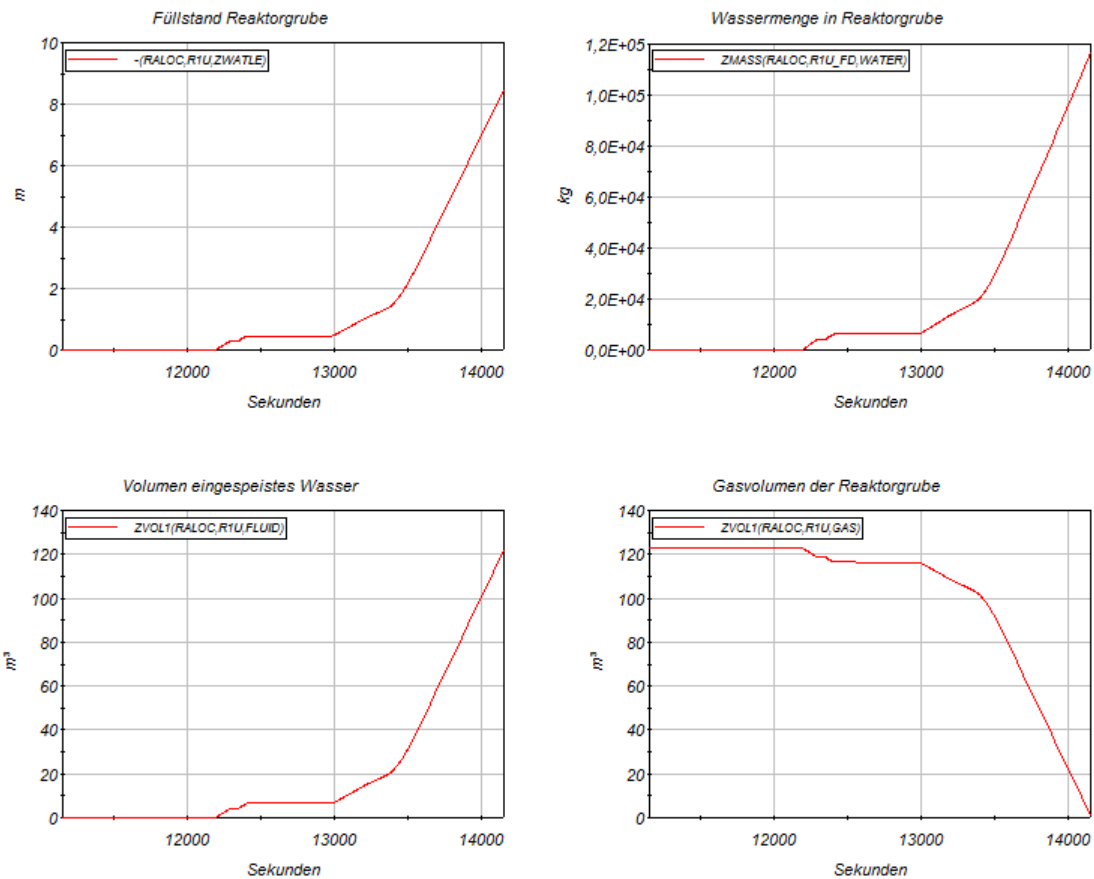 Füllstand Reaktorgrube
-(RALOC,R1U,ZWATLE)
10
8
6
4
2
0
m
12000 13000 14000
Sekunden
Wassermenge in Reaktorgrube
ZMASS(RALOC,R1U_FD,WATER)
1,2E+05
1,0E+05
8,0E+04
6,0E+04
4,0E+04
2,0E+04
0,0E+00
kg
12000 13000 14000
Sekunden
Volumen eingespeistes Wasser
ZVOL1(RALOC,R1U,FLUID)
140
120
100
80
60
40
20
0
m³
12000 13000 14000
Sekunden
Gasvolumen der Reaktorgrube
ZVOL1(RALOC,R1U,GAS)
140
120
100
80
60
40
20
0
m³
12000 13000 14000
Sekunden